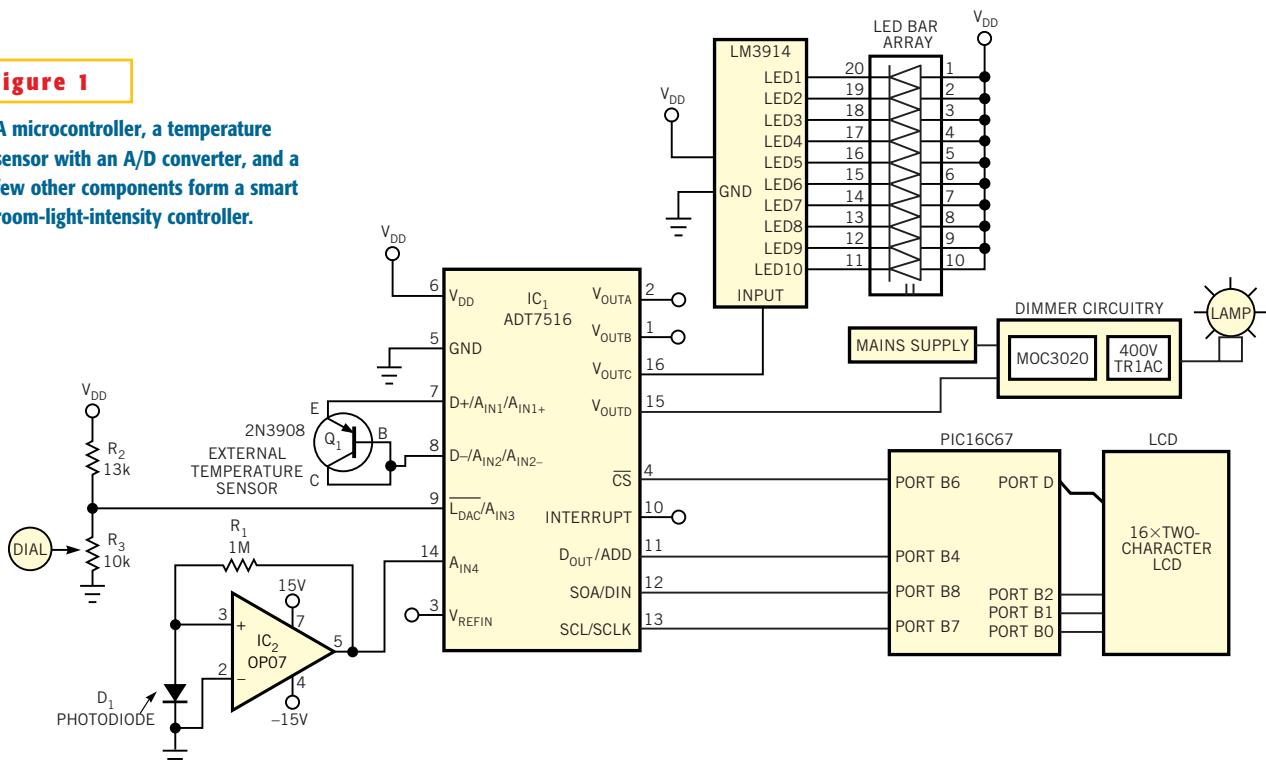 igure 1
A microcontroller, a temperature
sensor with an A/D converter, and a
few other components form a smart
room-light-intensity controller.
VDD
LM3914
LED1
LED2
LED3
LED4
LED5
LED6
LED7
LED8
LED9
LED10
GND
INPUT
20
19
18
17
16
15
14
13
12
11
LED BAR
ARRAY
1
2
3
4
5
6
7
8
9
10
VDD
VDD
6
VDD
5
GND
7
D+/AIN1/AIN1+
8
D–/AIN2/AIN2–
9
LDAC/AIN3
14
AIN4
3
VREFIN
IC1
ADT7516
VOUTA
2
VOUTB
1
VOUTC
16
VOUTD
15
CS
4
INTERRUPT
10
DOUT/ADD
11
SOA/DIN
12
SCL/SCLK
13
DIMMER CIRCUITRY
MAINS SUPPLY
MOC3020
400V
TR1AC
LAMP
PIC16C67
PORT B6
PORT B4
PORT B8
PORT B7
PORT D
PORT B2
PORT B1
PORT B0
LCD
16×TWO-
CHARACTER
LCD
VDD
R2
13k
DIAL
R3
10k
2N3908
EXTERNAL
TEMPERATURE
SENSOR
E
Q1
B
C
R1
1M
15V
7
3
+
IC2
OP07
5
2
–
4
–15V
D1
PHOTODIODE